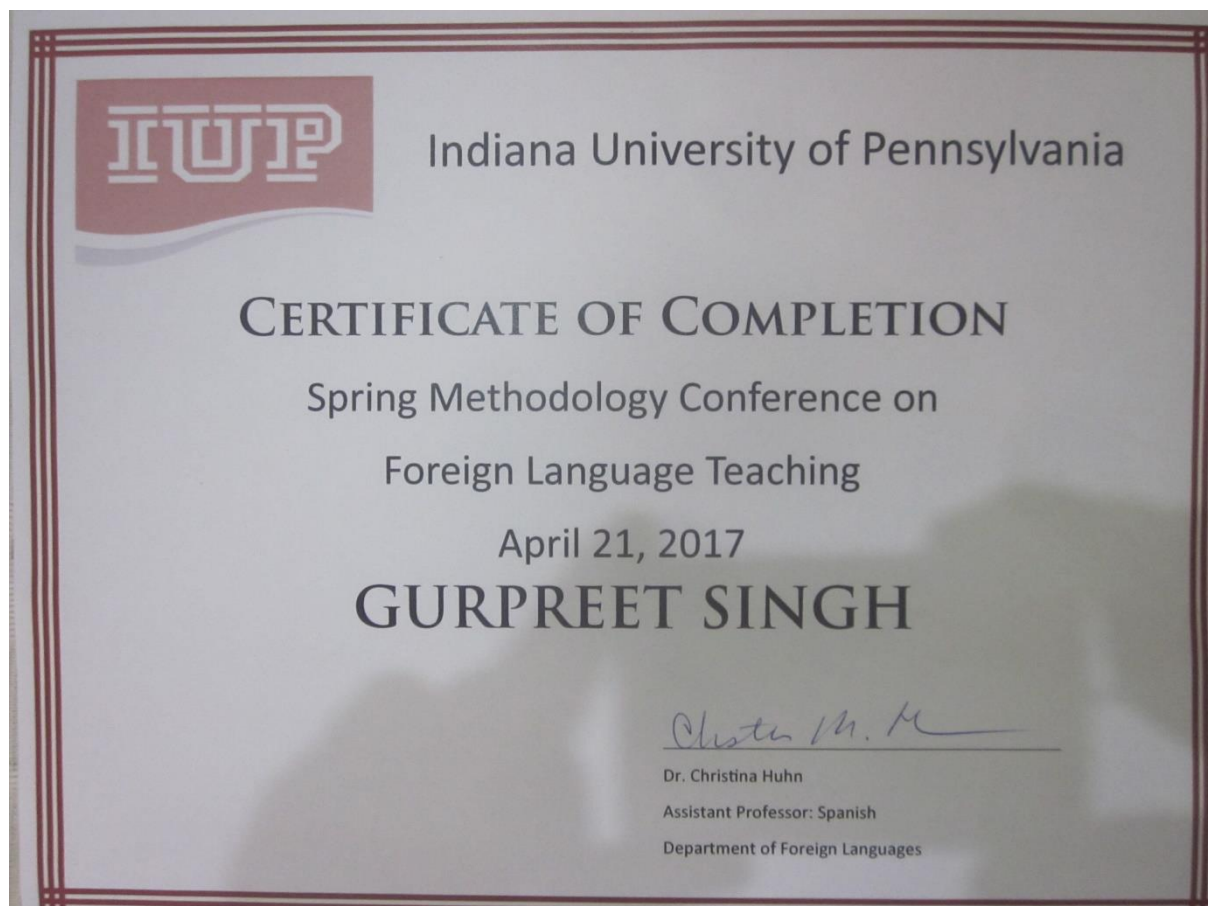 IUP
Indiana University of Pennsylvania
CERTIFICATE OF COMPLETION
Spring Methodology Conference on
Foreign Language Teaching
April 21, 2017
GURPREET SINGH
Dr. Christina Huhn
Assistant Professor: Spanish
Department of Foreign Languages